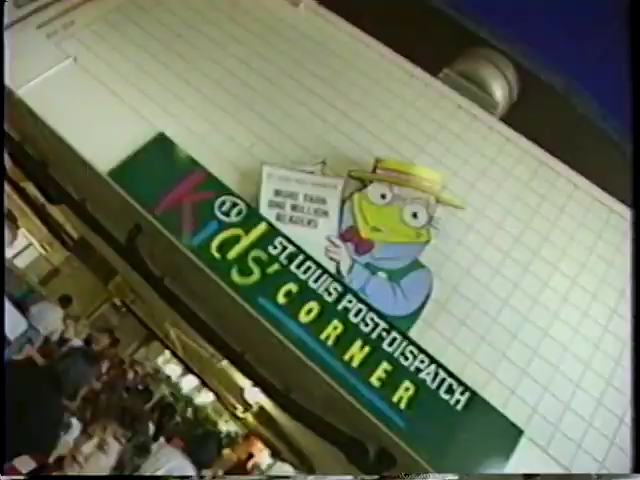 MORE THAN
ONE MILLION
READERS
Kids'
ST. LOUIS POST-DISPATCH
CORNER